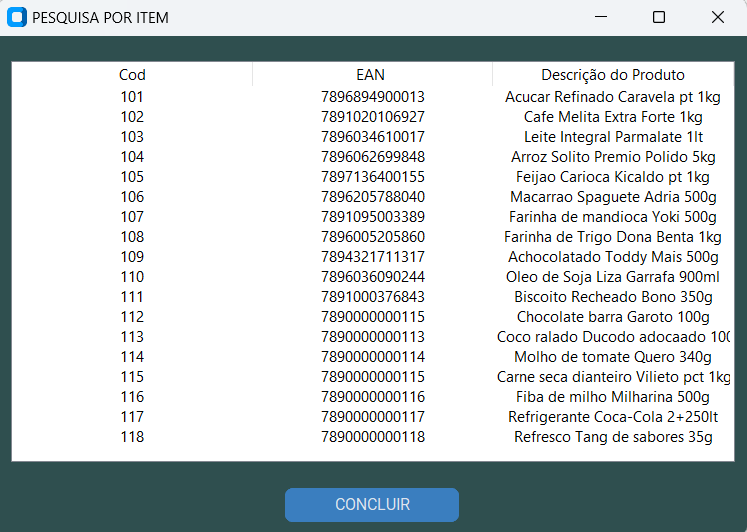 PESQUISA POR ITEM
Cod EAN Descrição do Produto
101 7896894900013 Acucar Refinado Caravela pt 1kg
102 7891020106927 Cafe Melita Extra Forte 1kg
103 7896034610017 Leite Integral Parmalate 1lt
104 7896062699848 Arroz Solito Premio Polido 5kg
105 7897136400155 Feijao Carioca Kicaldo pt 1kg
106 7896205788040 Macarrao Spaguete Adria 500g
107 7891095003389 Farinha de mandioca Yoki 500g
108 7896005205860 Farinha de Trigo Dona Benta 1kg
109 7894321711317 Achocolatado Toddy Mais 500g
110 7896036090244 Oleo de Soja Liza Garrafa 900ml
111 7891000376843 Biscoito Recheado Bono 350g
112 7890000000115 Chocolate barra Garoto 100g
113 7890000000113 Coco ralado Ducodo adocaado 100
114 7890000000114 Molho de tomate Quero 340g
115 7890000000115 Carne seca dianteiro Vilieto pct 1kg
116 7890000000116 Fiba de milho Milharina 500g
117 7890000000117 Refrigerante Coca-Cola 2+250lt
118 7890000000118 Refresco Tang de sabores 35g
CONCLUIR